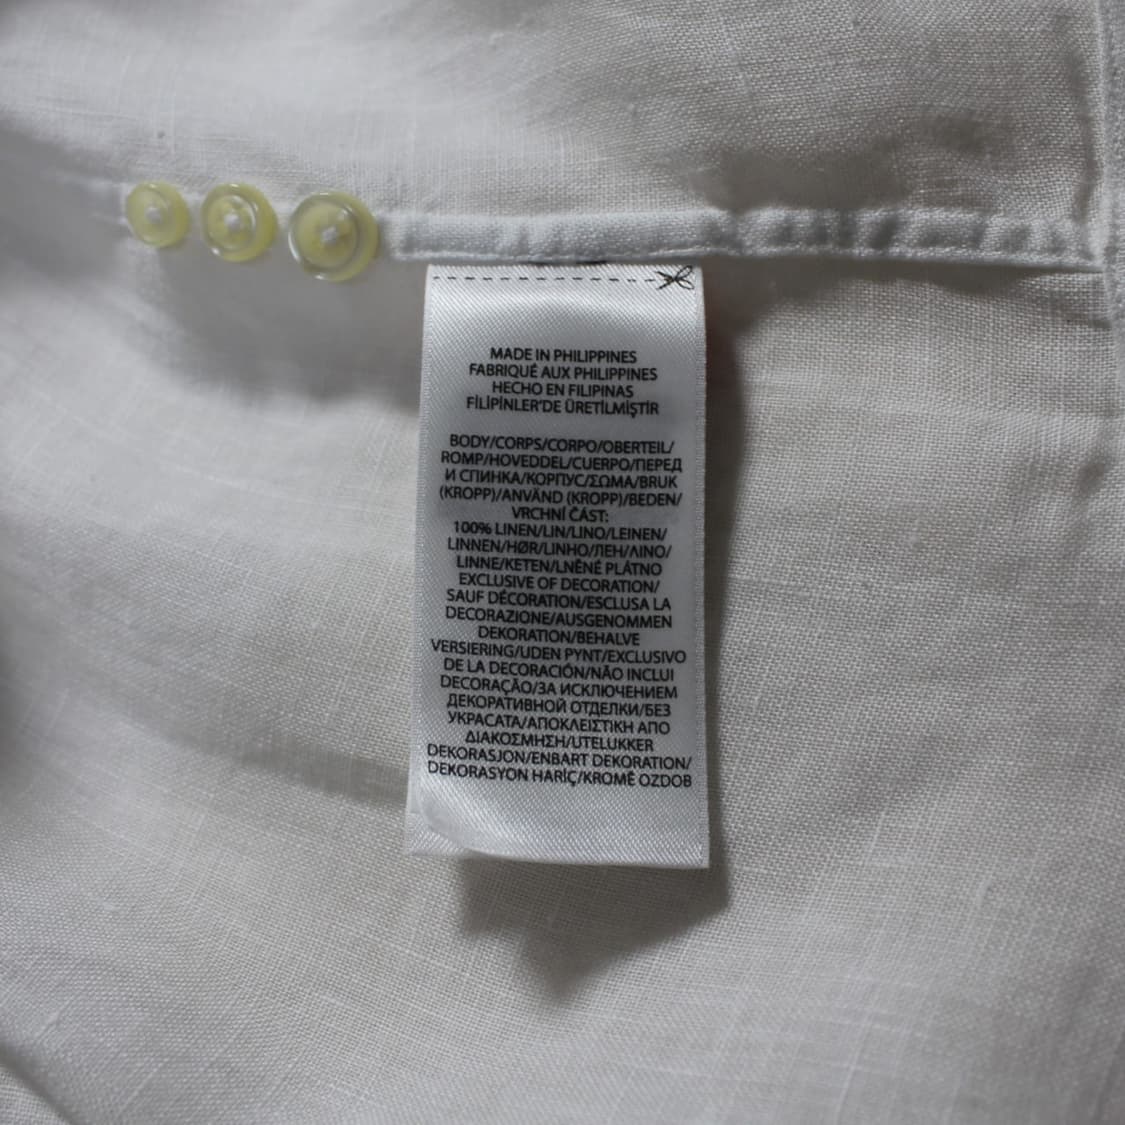 MADE IN PHILIPPINES
FABRIQUÉ AUX PHILIPPINES
HECHO EN FILIPINAS
FİLİPİNLER'DE ÜRETİLMİŞTİR
BODY/CORPS/CORPO/OBERTEIL/
ROMP/HOVEDDEL/CUERPO/ПЕРЕД
И СПИНКА/КОРПУС/ΣΩΜΑ/BRUK
(KROPP)/ANVÄND (KROPP)/BEDEN/
VRCHNÍ ČÁST:
100% LINEN/LIN/LINO/LEINEN/
LINNEN/HØR/LINHO/ЛЕН/ΛΙΝΟ/
LINNE/KETEN/LNĚNÉ PLÁTNO
EXCLUSIVE OF DECORATION/
SAUF DÉCORATION/ESCLUSA LA
DECORAZIONE/AUSGENOMMEN
DEKORATION/BEHALVE
VERSIERING/UDEN PYNT/EXCLUSIVO
DE LA DECORACIÓN/NÃO INCLUI
DECORAÇÃO/ЗА ИСКЛЮЧЕНИЕМ
ДЕКОРАТИВНОЙ ОТДЕЛКИ/БЕЗ
УКРАСАТА/ΑΠΟΚΛΕΙΣΤΙΚΗ ΑΠΟ
ΔΙΑΚΟΣΜΗΣΗ/UTELUKKER
DEKORASJON/ENBART DEKORATION/
DEKORASYON HARİÇ/KROMĚ OZDOB